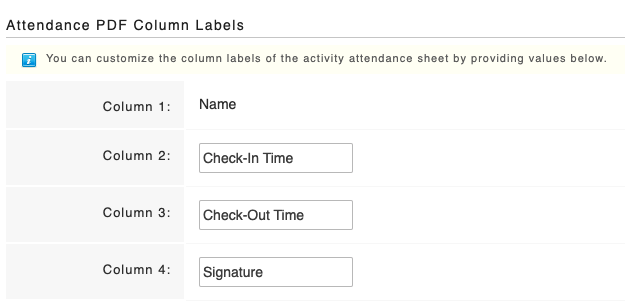 Attendance PDF Column Labels
You can customize the column labels of the activity attendance sheet by providing values below.
Column 1: Name
Column 2: Check-In Time
Column 3: Check-Out Time
Column 4: Signature